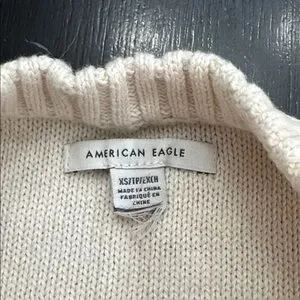 AMERICAN EAGLE
XS/TP/EXCH
MADE IN CHINA
FABRIQUÉ EN
CHINE